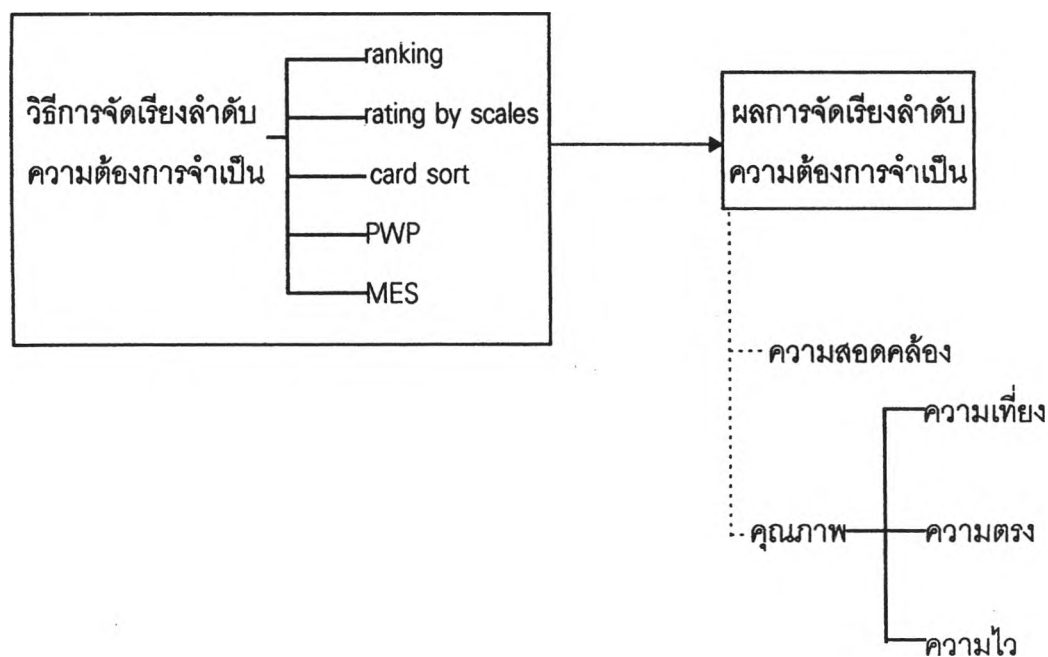 วิธีการจัดเรียงลำดับ
ความต้องการจำเป็น
ranking
rating by scales
card sort
PWP
MES
ผลการจัดเรียงลำดับ
ความต้องการจำเป็น
ความสอดคล้อง
คุณภาพ
ความเที่ยง
ความตรง
ความไว